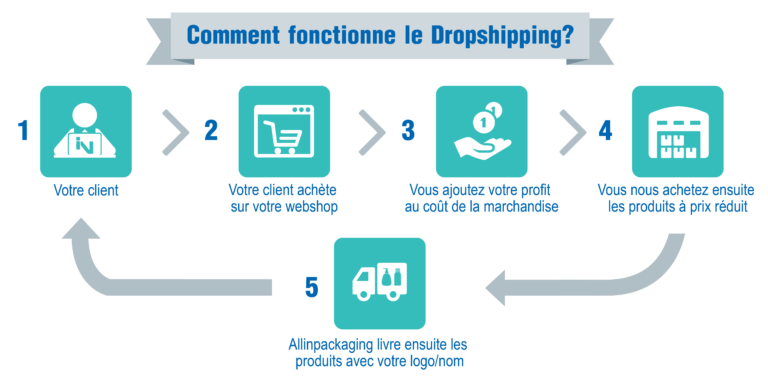 Comment fonctionne le Dropshipping?
1
Votre client
2
Votre client achète
sur votre webshop
3
1
1
Vous ajoutez votre profit
au coût de la marchandise
4
Vous nous achetez ensuite
les produits à prix réduit
5
Allinpackaging livre ensuite les
produits avec votre logo/nom